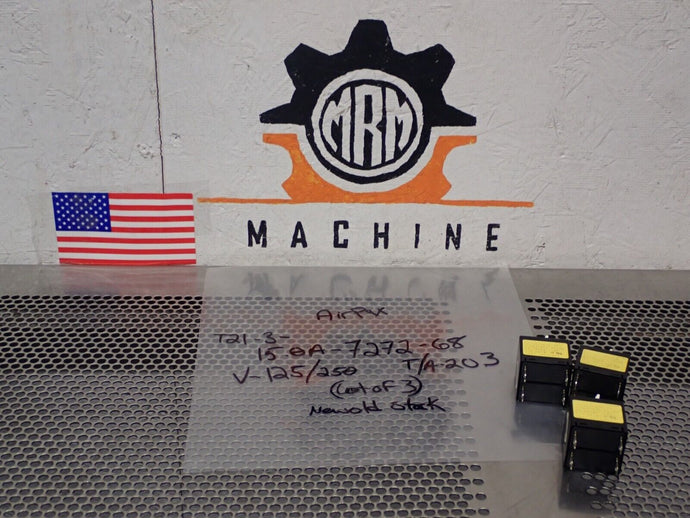 MRM
MACHINE
AirPax
T21-3-
15.0A-7272-68
V-125/250 T/A-203
(Lot of 3)
New old Stock